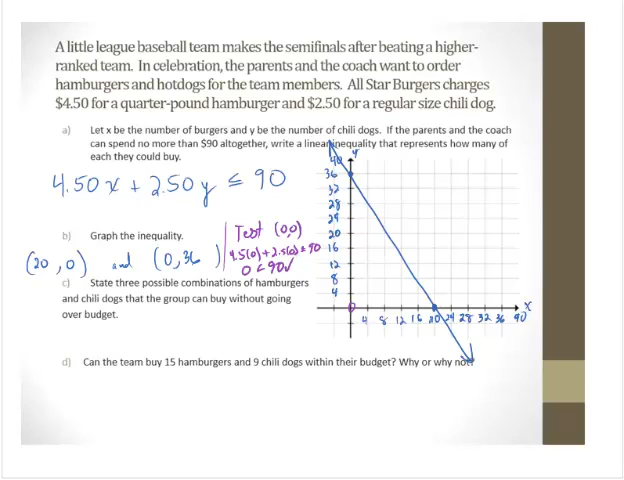 A little league baseball team makes the semifinals after beating a higher-
ranked team. In celebration, the parents and the coach want to order
hamburgers and hotdogs for the team members. All Star Burgers charges
$4.50 for a quarter-pound hamburger and $2.50 for a regular size chili dog.
a) Let x be the number of burgers and y be the number of chili dogs. If the parents and the coach
can spend no more than $90 altogether, write a linear inequality that represents how many of
each they could buy.
4.50x + 2.50y ≤ 90
b) Graph the inequality.
(20, 0) and (0, 36)
Test (0,0)
4.5(0)+2.5(0) ≤ 90
0 ≤ 90✓
c) State three possible combinations of hamburgers
and chili dogs that the group can buy without going
over budget.
y
40
36
32
28
24
20
16
12
8
4
4 8 12 16 20 24 28 32 36 40
x
d) Can the team buy 15 hamburgers and 9 chili dogs within their budget? Why or why not?